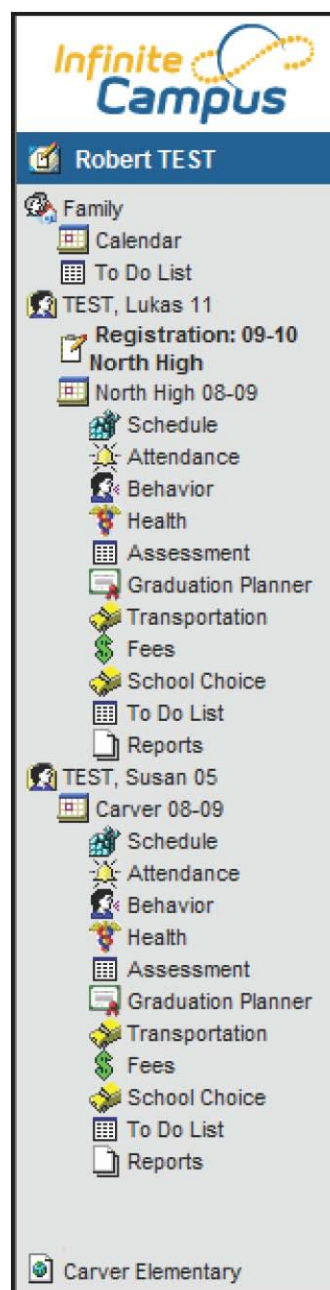 Infinite
Campus
Robert TEST
Family
Calendar
To Do List
TEST, Lukas 11
Registration: 09-10
North High
North High 08-09
Schedule
Attendance
Behavior
Health
Assessment
Graduation Planner
Transportation
Fees
School Choice
To Do List
Reports
TEST, Susan 05
Carver 08-09
Schedule
Attendance
Behavior
Health
Assessment
Graduation Planner
Transportation
Fees
School Choice
To Do List
Reports
Carver Elementary